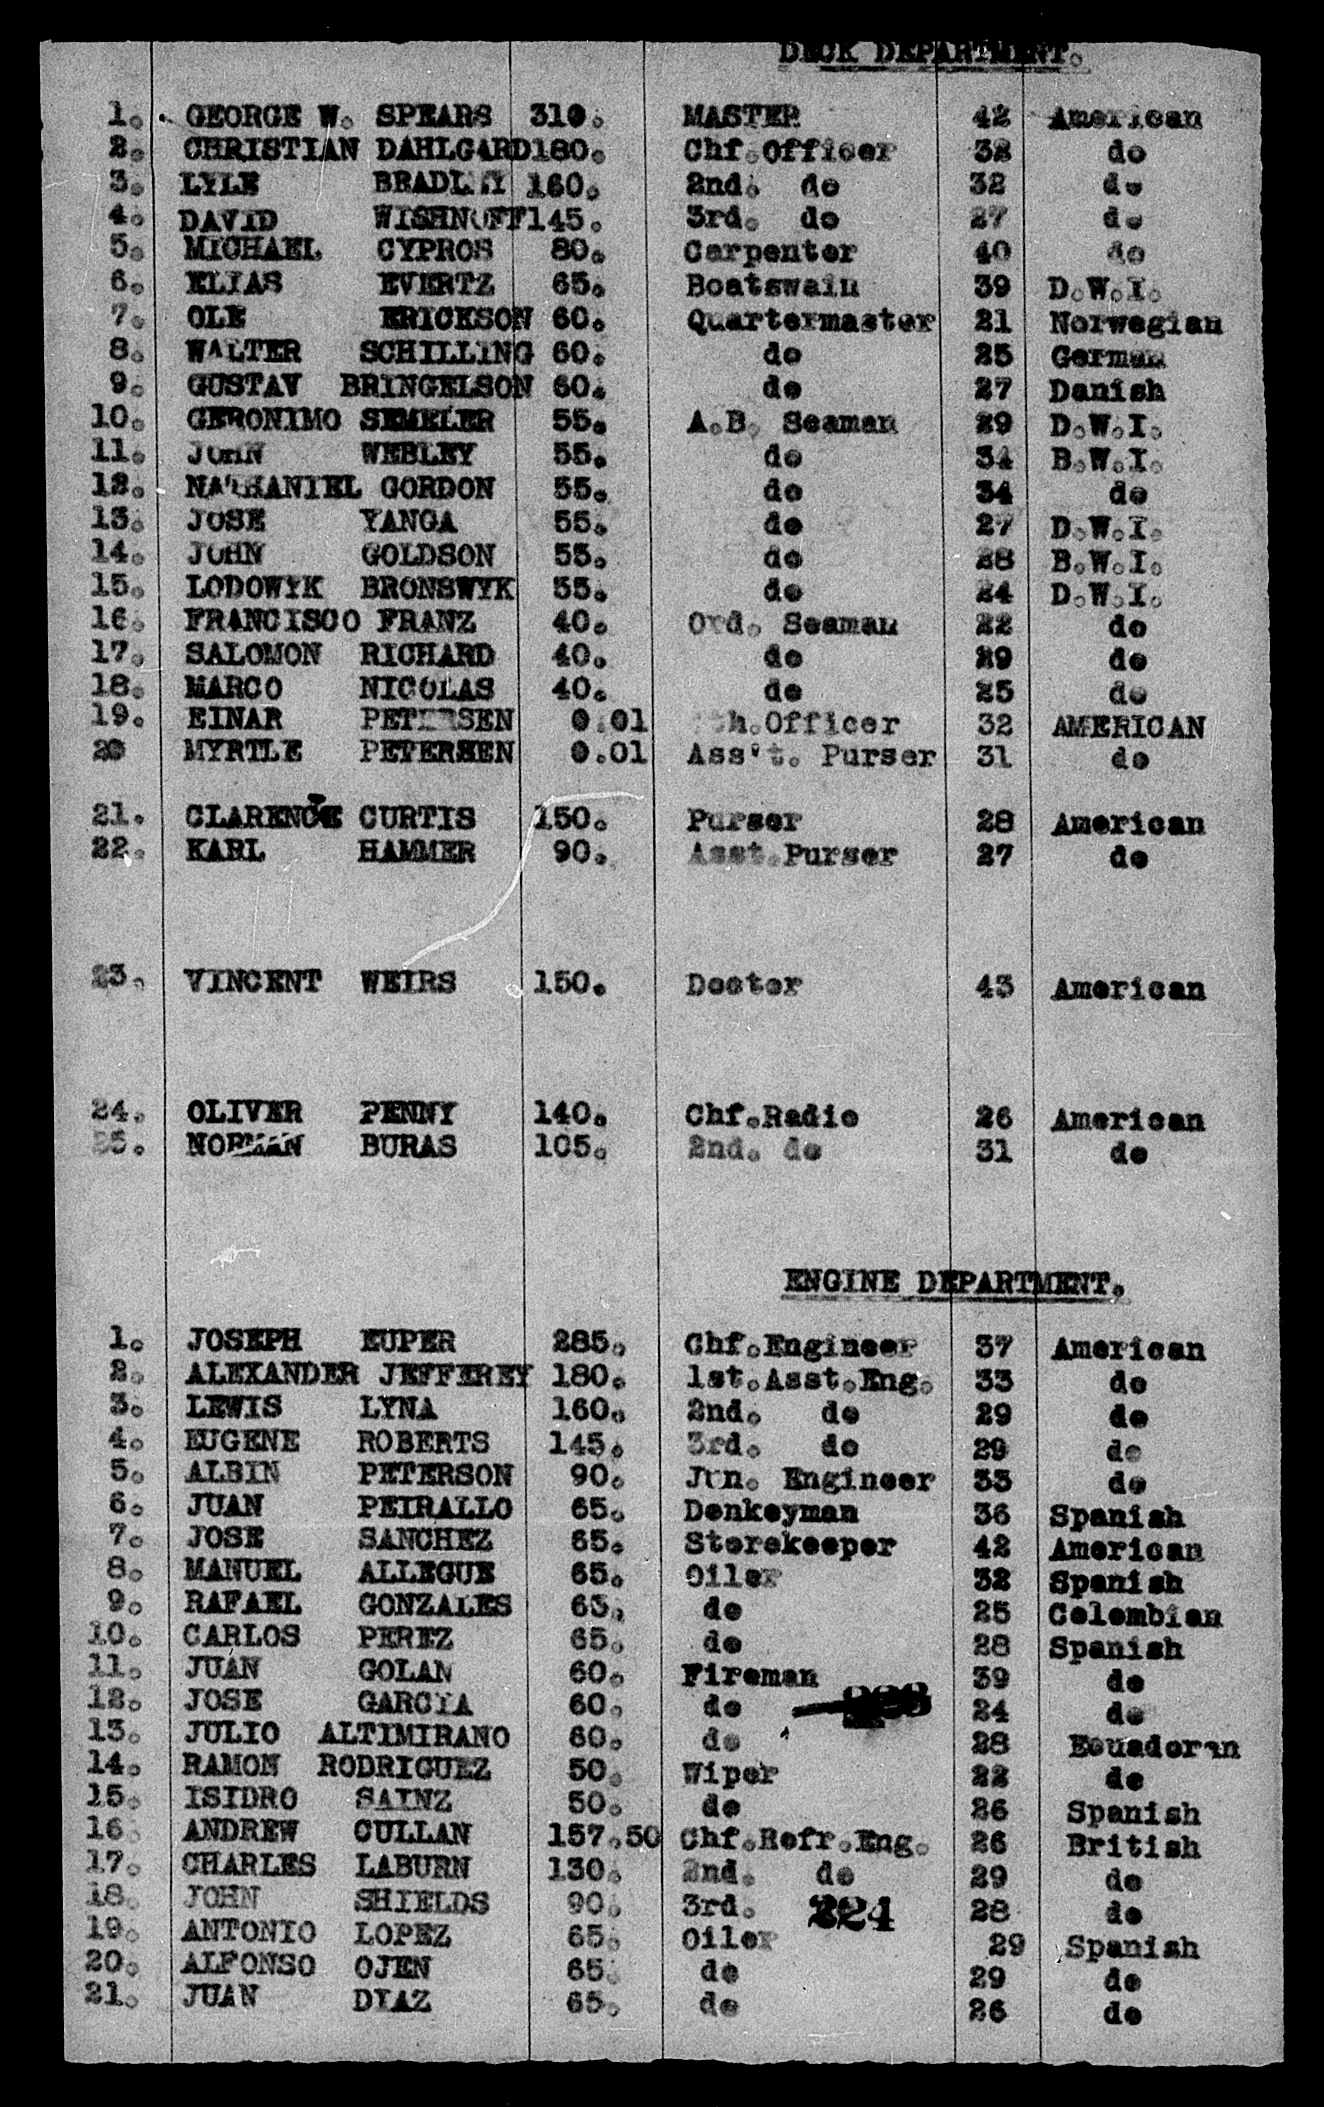 DECK DEPARTMENT.
1. GEORGE W. SPEARS 310. MASTER 42 American
2. CHRISTIAN DAHLGARD 180. Chf.Officer 32 do
3. LYLE BRADLEY 160. 2nd. do 32 do
4. DAVID WISHNOFF 145. 3rd. do 27 do
5. MICHAEL CYPROS 80. Carpenter 40 do
6. ELIAS EVERTZ 65. Boatswain 39 D.W.I.
7. OLE ERICKSON 60. Quartermaster 21 Norwegian
8. WALTER SCHILLING 60. do 25 German
9. GUSTAV BRINGELSON 60. do 27 Danish
10. GERONIMO SEMELER 55. A.B. Seaman 29 D.W.I.
11. JOHN WEBLEY 55. do 34 B.W.I.
12. NATHANIEL GORDON 55. do 34 do
13. JOSE YANGA 55. do 27 D.W.I.
14. JOHN GOLDSON 55. do 28 B.W.I.
15. LODOWYK BRONSWYK 55. do 24 D.W.I.
16. FRANCISCO FRANZ 40. Ord. Seaman 22 do
17. SALOMON RICHARD 40. do 29 do
18. MARCO NICOLAS 40. do 25 do
19. EINAR PETERSEN 0.01 h.Officer 32 AMERICAN
20 MYRTLE PETERSEN 0.01 Ass't. Purser 31 do
21. CLARENCE CURTIS 150. Purser 28 American
22. KARL HAMMER 90. Asst.Purser 27 do
23. VINCENT WEIRS 150. Doctor 43 American
24. OLIVER PENNY 140. Chf.Radio 26 American
25. NORMAN BURAS 105. 2nd. do 31 do
ENGINE DEPARTMENT.
1. JOSEPH EUPER 285. Chf.Engineer 37 American
2. ALEXANDER JEFFEREY 180. 1st.Asst.Eng. 33 do
3. LEWIS LYNA 160. 2nd. do 29 do
4. EUGENE ROBERTS 145. 3rd. do 29 do
5. ALBIN PETERSON 90. Jun. Engineer 33 do
6. JUAN PEIRALLO 65. Donkeyman 36 Spanish
7. JOSE SANCHEZ 65. Storekeeper 42 American
8. MANUEL ALLEGUE 65. Oiler 32 Spanish
9. RAFAEL GONZALES 65. do 25 Colombian
10. CARLOS PEREZ 65. do 28 Spanish
11. JUAN GOLAN 60. Fireman 39 do
12. JOSE GARCIA 60. do 24 do
13. JULIO ALTIMIRANO 60. do 28 Ecuadoran
14. RAMON RODRIGUEZ 50. Wiper 22 do
15. ISIDRO SAINZ 50. do 26 Spanish
16. ANDREW CULLAN 157.50 Chf.Refr.Eng. 26 British
17. CHARLES LABURN 130. 2nd. do 29 do
18. JOHN SHIELDS 90. 3rd. 224 28 do
19. ANTONIO LOPEZ 65. Oiler 29 Spanish
20. ALFONSO OJEN 65. do 29 do
21. JUAN DIAZ 65. do 26 do